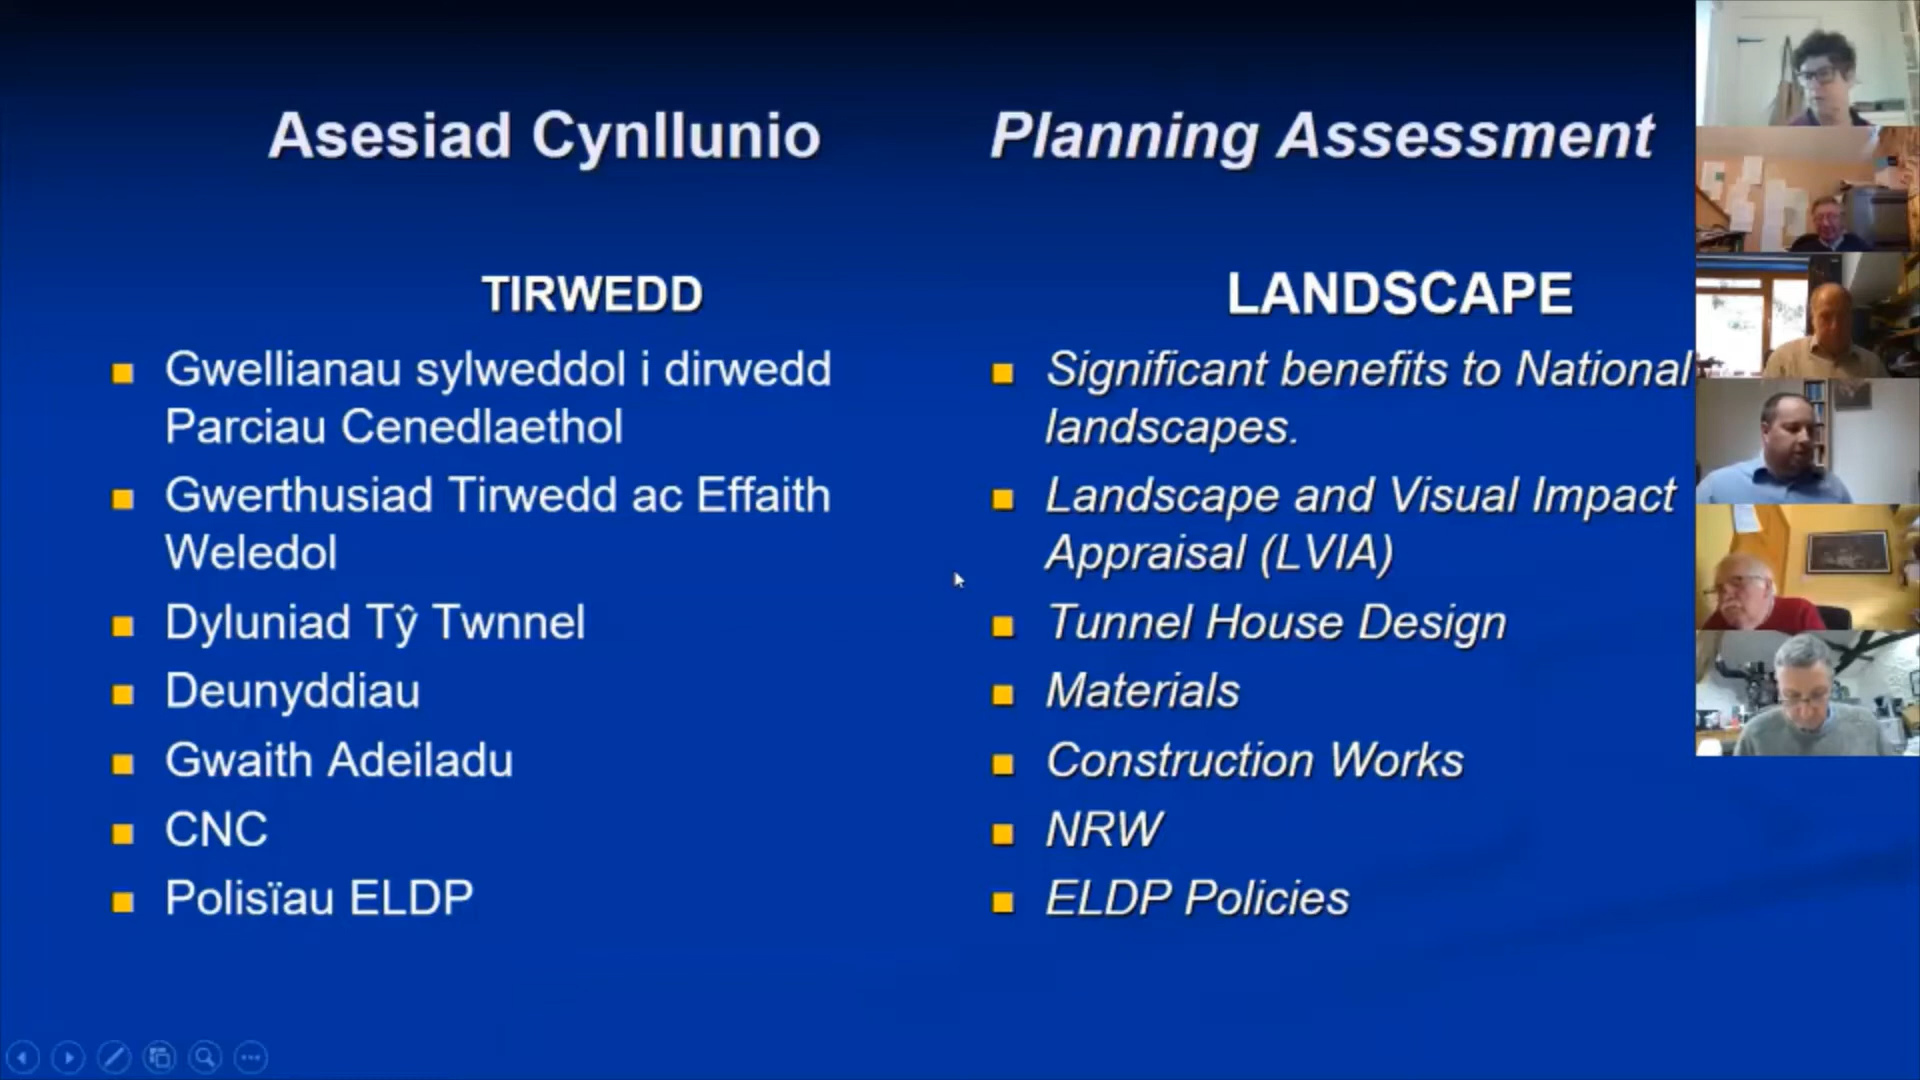 Asesiad Cynllunio
Planning Assessment
TIRWEDD
Gwellianau sylweddol i dirwedd
Parciau Cenedlaethol
Gwerthusiad Tirwedd ac Effaith
Weledol
Dyluniad Tŷ Twnnel
Deunyddiau
Gwaith Adeiladu
CNC
Polisïau ELDP
LANDSCAPE
Significant benefits to National
landscapes.
Landscape and Visual Impact
Appraisal (LVIA)
Tunnel House Design
Materials
Construction Works
NRW
ELDP Policies